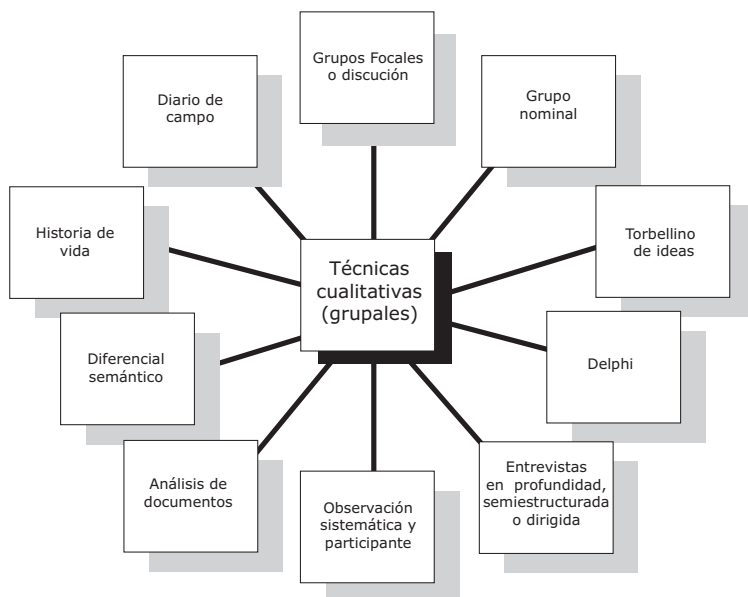 Grupos Focales
o discución
Diario de
campo
Grupo
nominal
Historia de
vida
Torbellino
de ideas
Técnicas
cualitativas
(grupales)
Diferencial
semántico
Delphi
Análisis de
documentos
Observación
sistemática y
participante
Entrevistas
en profundidad,
semiestructurada
o dirigida